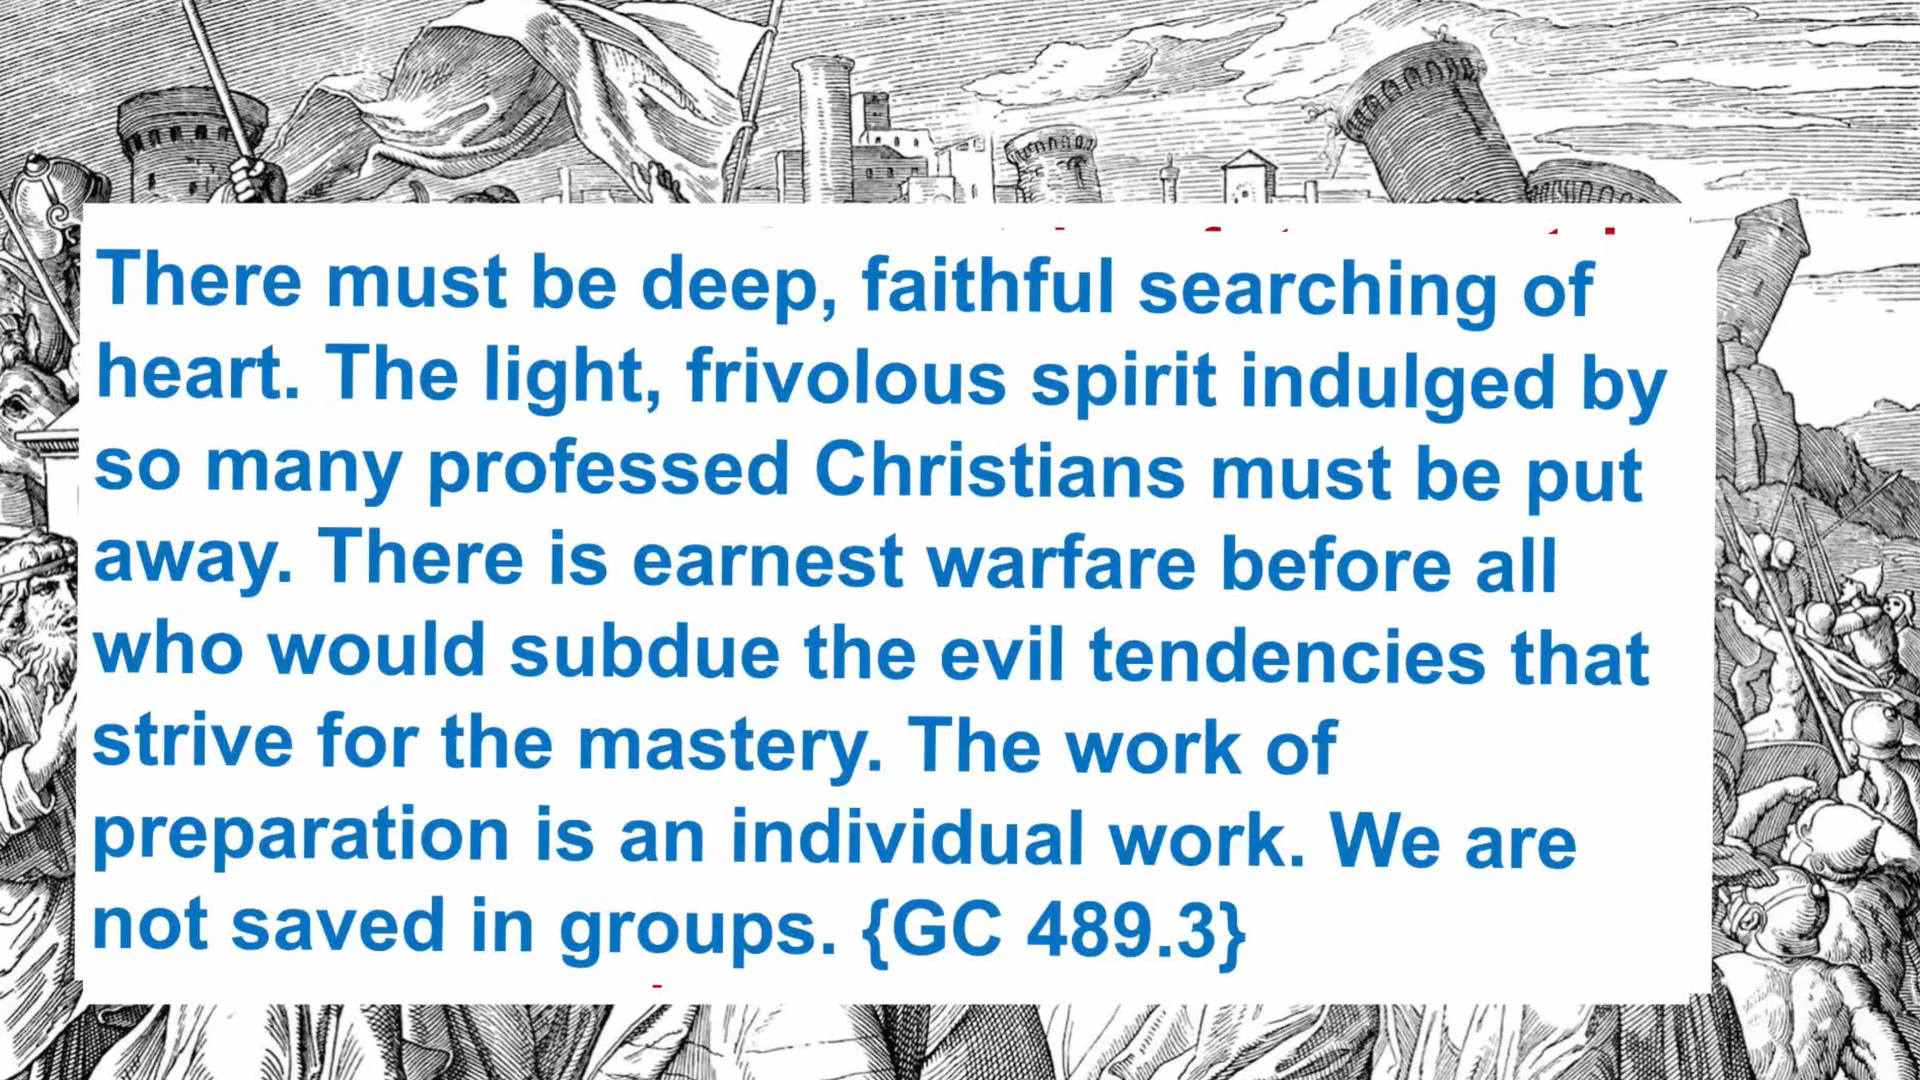 There must be deep, faithful searching of
heart. The light, frivolous spirit indulged by
so many professed Christians must be put
away. There is earnest warfare before all
who would subdue the evil tendencies that
strive for the mastery. The work of
preparation is an individual work. We are
not saved in groups. {GC 489.3}